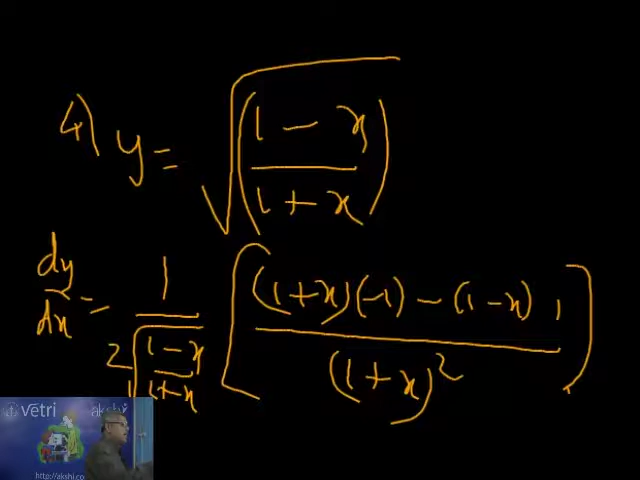 4) y = √((1 - x)/(1 + x))
dy/dx = 1/(2√((1 - x)/(1 + x))) [((1 + x)(-1) - (1 - x) 1)/(1 + x)²]
vetri akshi
http://akshi.co